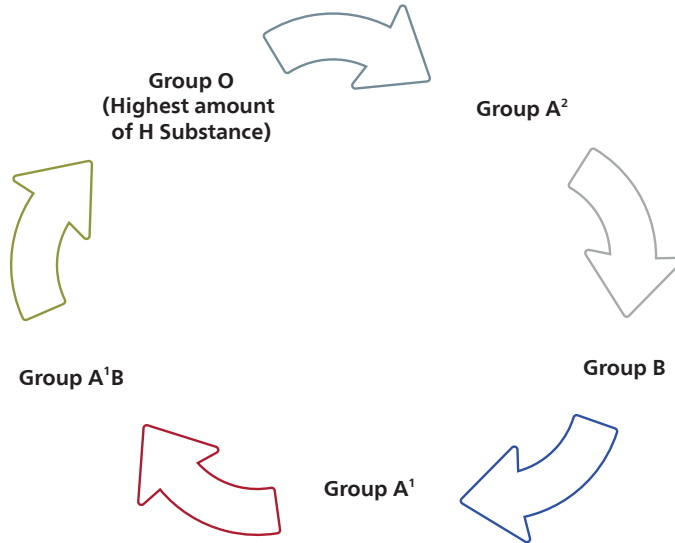 Group O
(Highest amount
of H Substance)
Group A²
Group B
Group A¹
Group A¹B